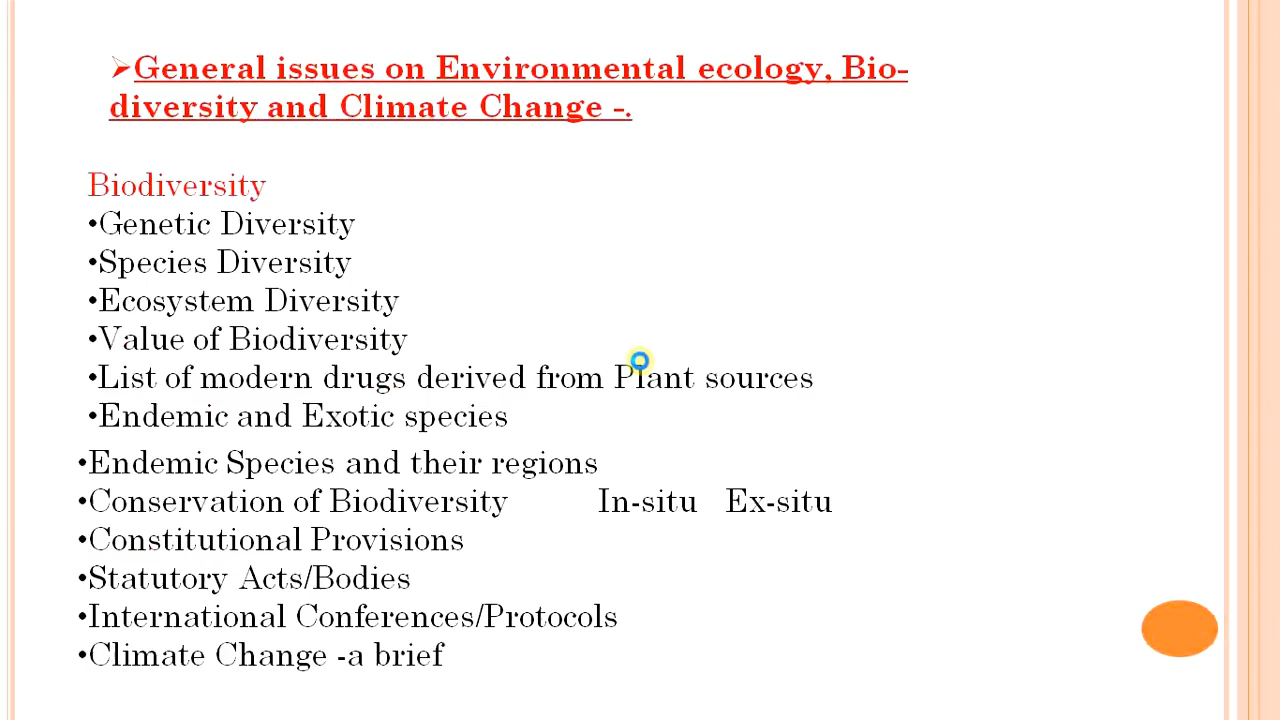 ➢General issues on Environmental ecology, Bio-
diversity and Climate Change -.
Biodiversity
•Genetic Diversity
•Species Diversity
•Ecosystem Diversity
•Value of Biodiversity
•List of modern drugs derived from Plant sources
•Endemic and Exotic species
•Endemic Species and their regions
•Conservation of Biodiversity In-situ Ex-situ
•Constitutional Provisions
•Statutory Acts/Bodies
•International Conferences/Protocols
•Climate Change -a brief